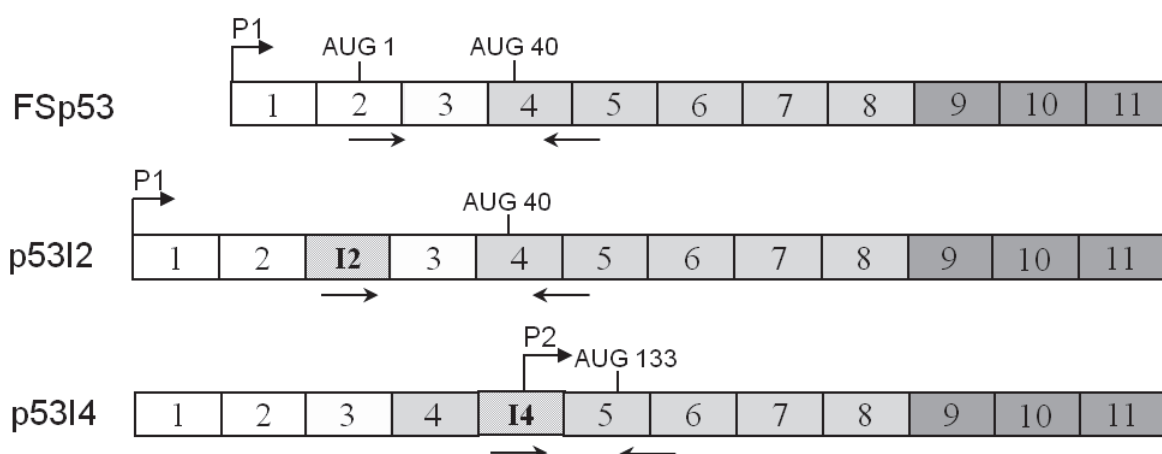 P1
AUG 1 AUG 40
FSp53 1 2 3 4 5 6 7 8 9 10 11
P1
AUG 40
p53I2 1 2 I2 3 4 5 6 7 8 9 10 11
P2
AUG 133
p53I4 1 2 3 4 I4 5 6 7 8 9 10 11